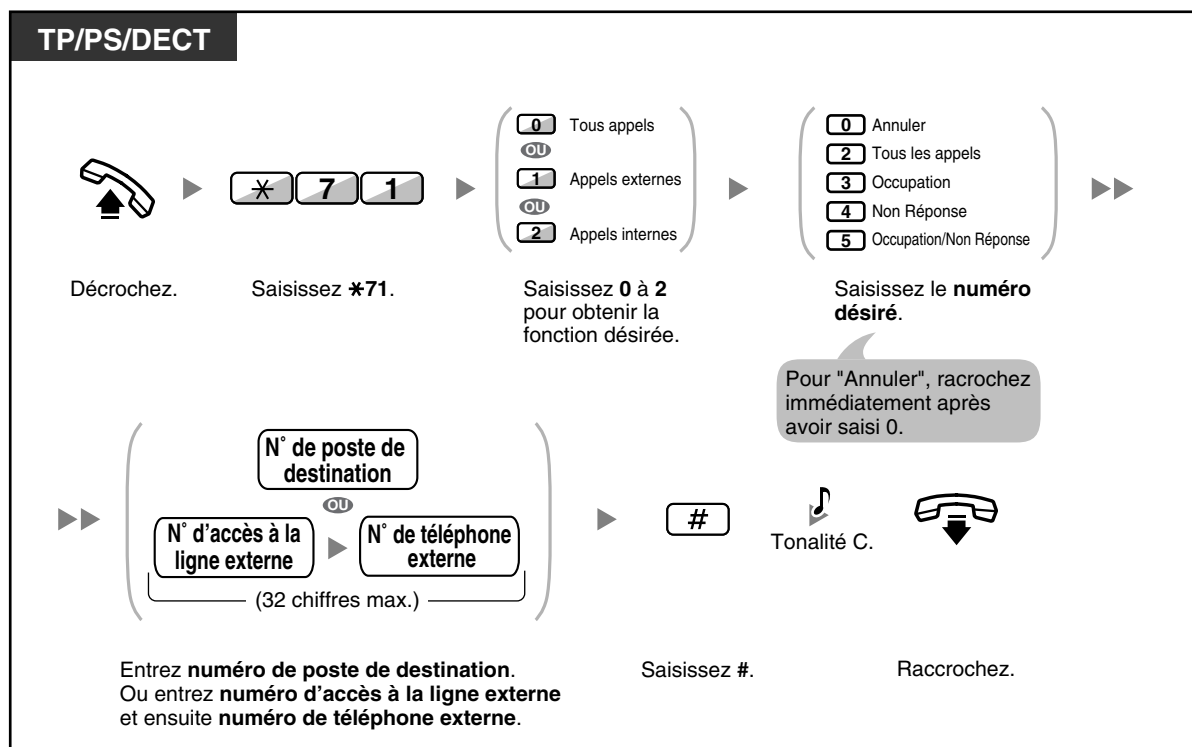 TP/PS/DECT
0 Tous appels
OU
1 Appels externes
OU
2 Appels internes
0 Annuler
2 Tous les appels
3 Occupation
4 Non Réponse
5 Occupation/Non Réponse
* 7 1
Décrochez.
Saisissez *71.
Saisissez 0 à 2
pour obtenir la
fonction désirée.
Saisissez le numéro
désiré.
Pour "Annuler", racrochez
immédiatement après
avoir saisi 0.
N° de poste de
destination
OU
N° d'accès à la
ligne externe
N° de téléphone
externe
(32 chiffres max.)
#
Tonalité C.
Entrez numéro de poste de destination.
Ou entrez numéro d'accès à la ligne externe
et ensuite numéro de téléphone externe.
Saisissez #.
Raccrochez.